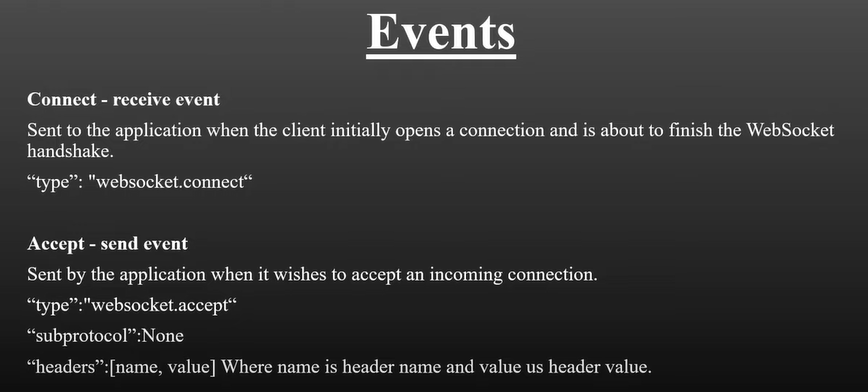 Events
Connect - receive event
Sent to the application when the client initially opens a connection and is about to finish the WebSocket
handshake.
“type”: "websocket.connect“
Accept - send event
Sent by the application when it wishes to accept an incoming connection.
“type”:"websocket.accept“
“subprotocol”:None
“headers”:[name, value] Where name is header name and value us header value.